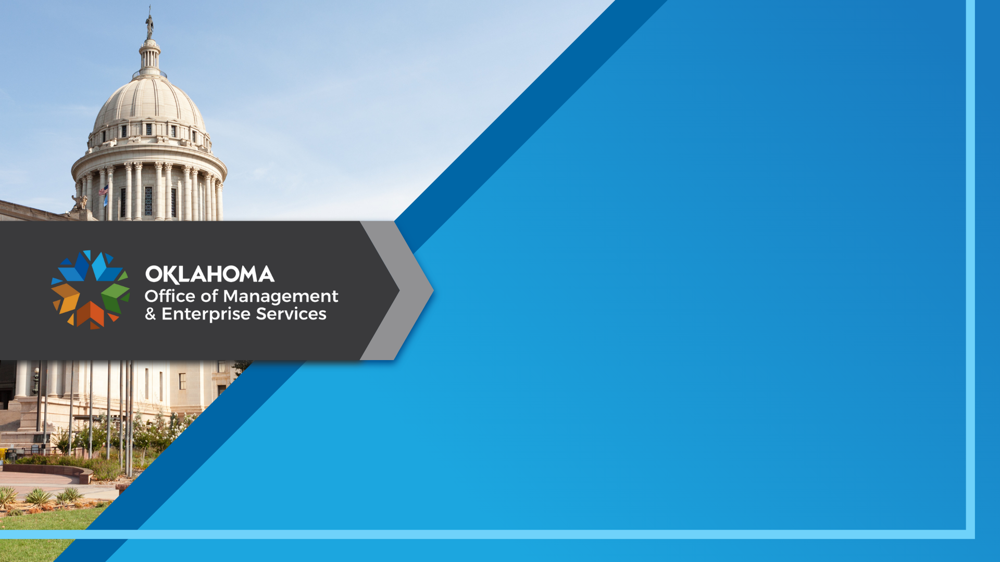 OKLAHOMA
Office of Management
& Enterprise Services